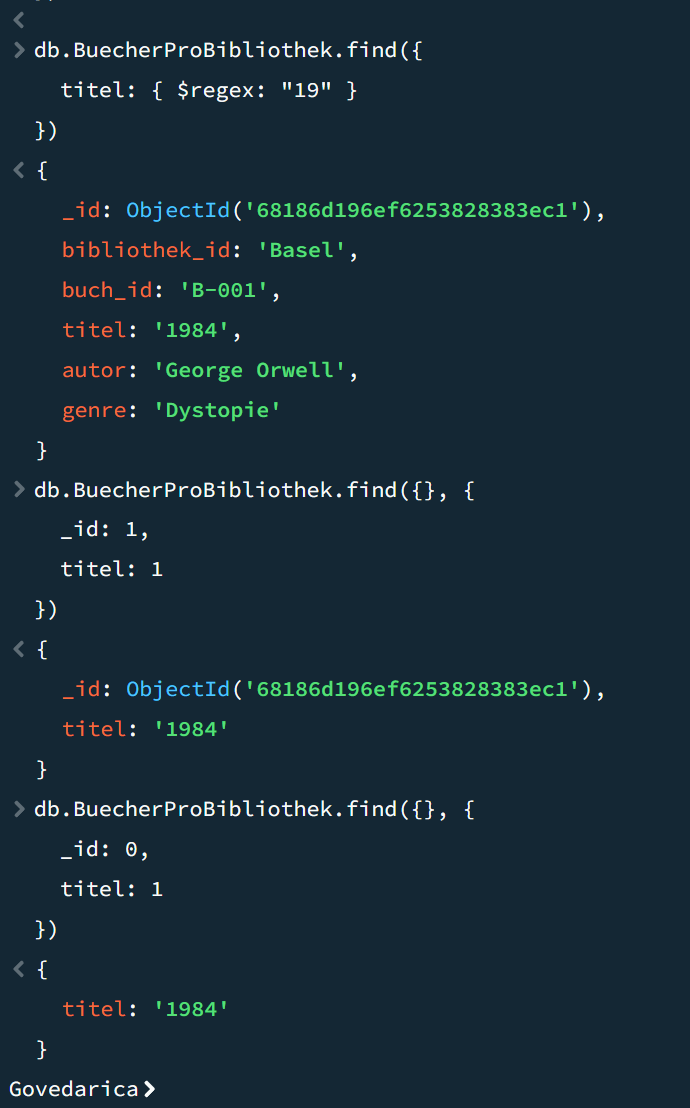 db.BuecherProBibliothek.find({
titel: { $regex: "19" }
})
{
_id: ObjectId('68186d196ef6253828383ec1'),
bibliothek_id: 'Basel',
buch_id: 'B-001',
titel: '1984',
autor: 'George Orwell',
genre: 'Dystopie'
}
db.BuecherProBibliothek.find({}, {
_id: 1,
titel: 1
})
{
_id: ObjectId('68186d196ef6253828383ec1'),
titel: '1984'
}
db.BuecherProBibliothek.find({}, {
_id: 0,
titel: 1
})
{
titel: '1984'
}
Govedarica>